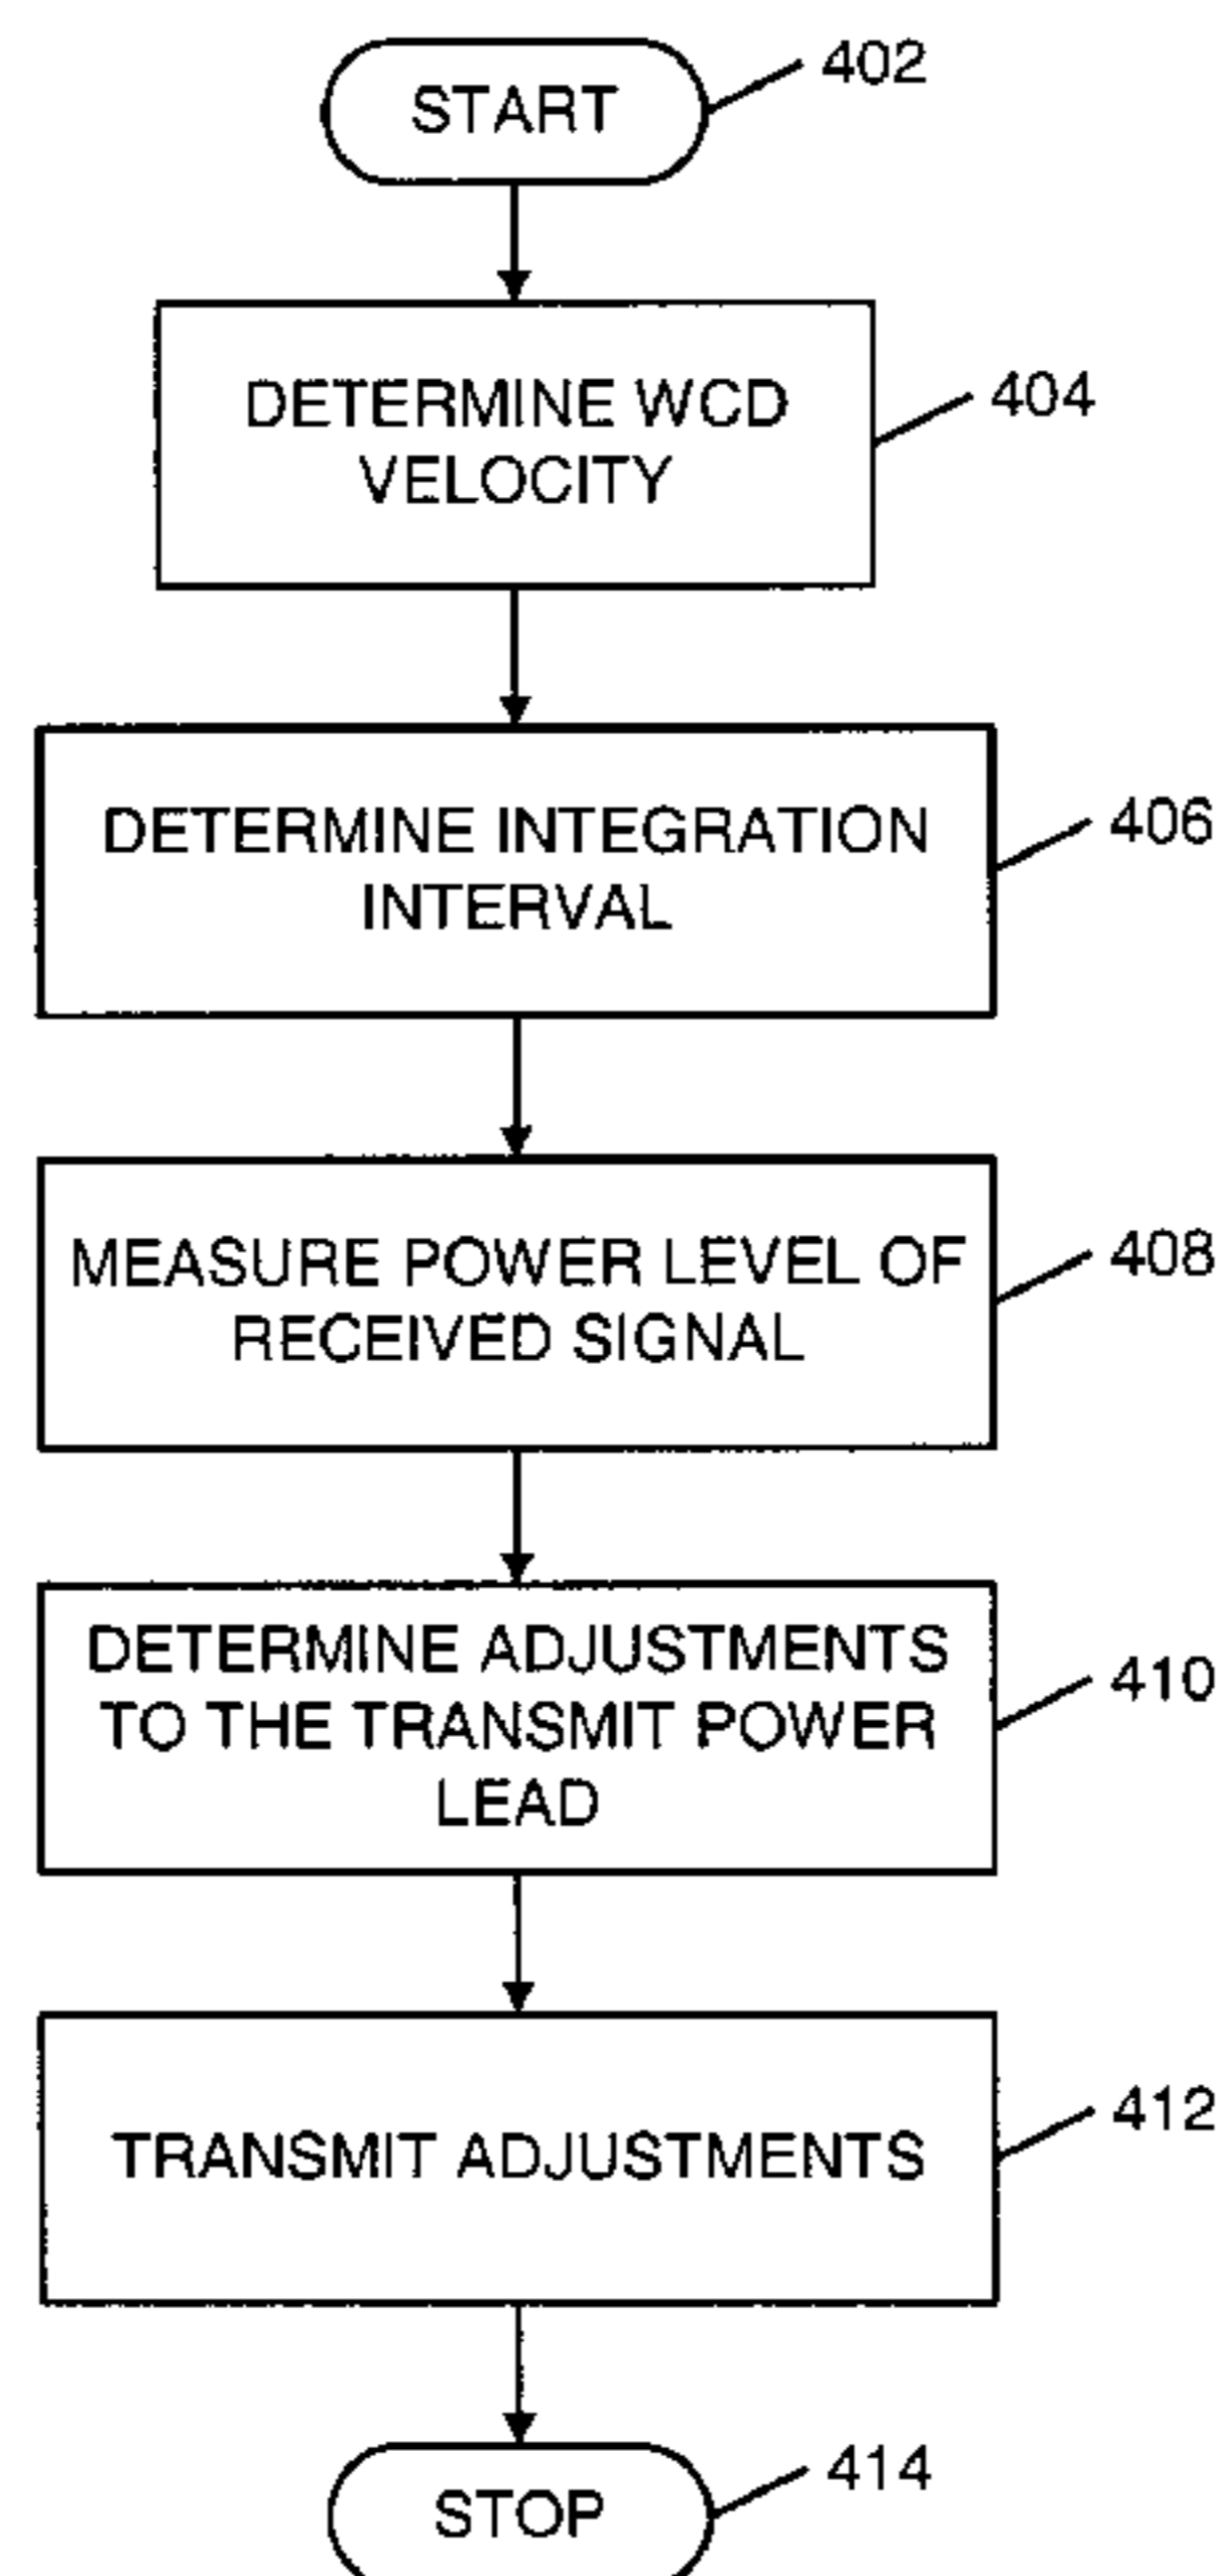 START
402
DETERMINE WCD
VELOCITY
404
DETERMINE INTEGRATION
INTERVAL
406
MEASURE POWER LEVEL OF
RECEIVED SIGNAL
408
DETERMINE ADJUSTMENTS
TO THE TRANSMIT POWER
LEAD
410
TRANSMIT ADJUSTMENTS
412
STOP
414